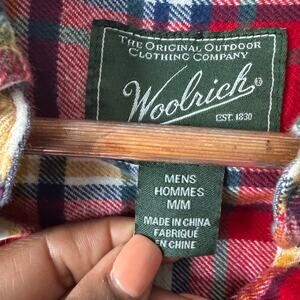 THE ORIGINAL OUTDOOR
CLOTHING COMPANY
Woolrich®
EST. 1830
MENS
HOMMES
M/M
MADE IN CHINA
FABRIQUÉ
EN CHINE